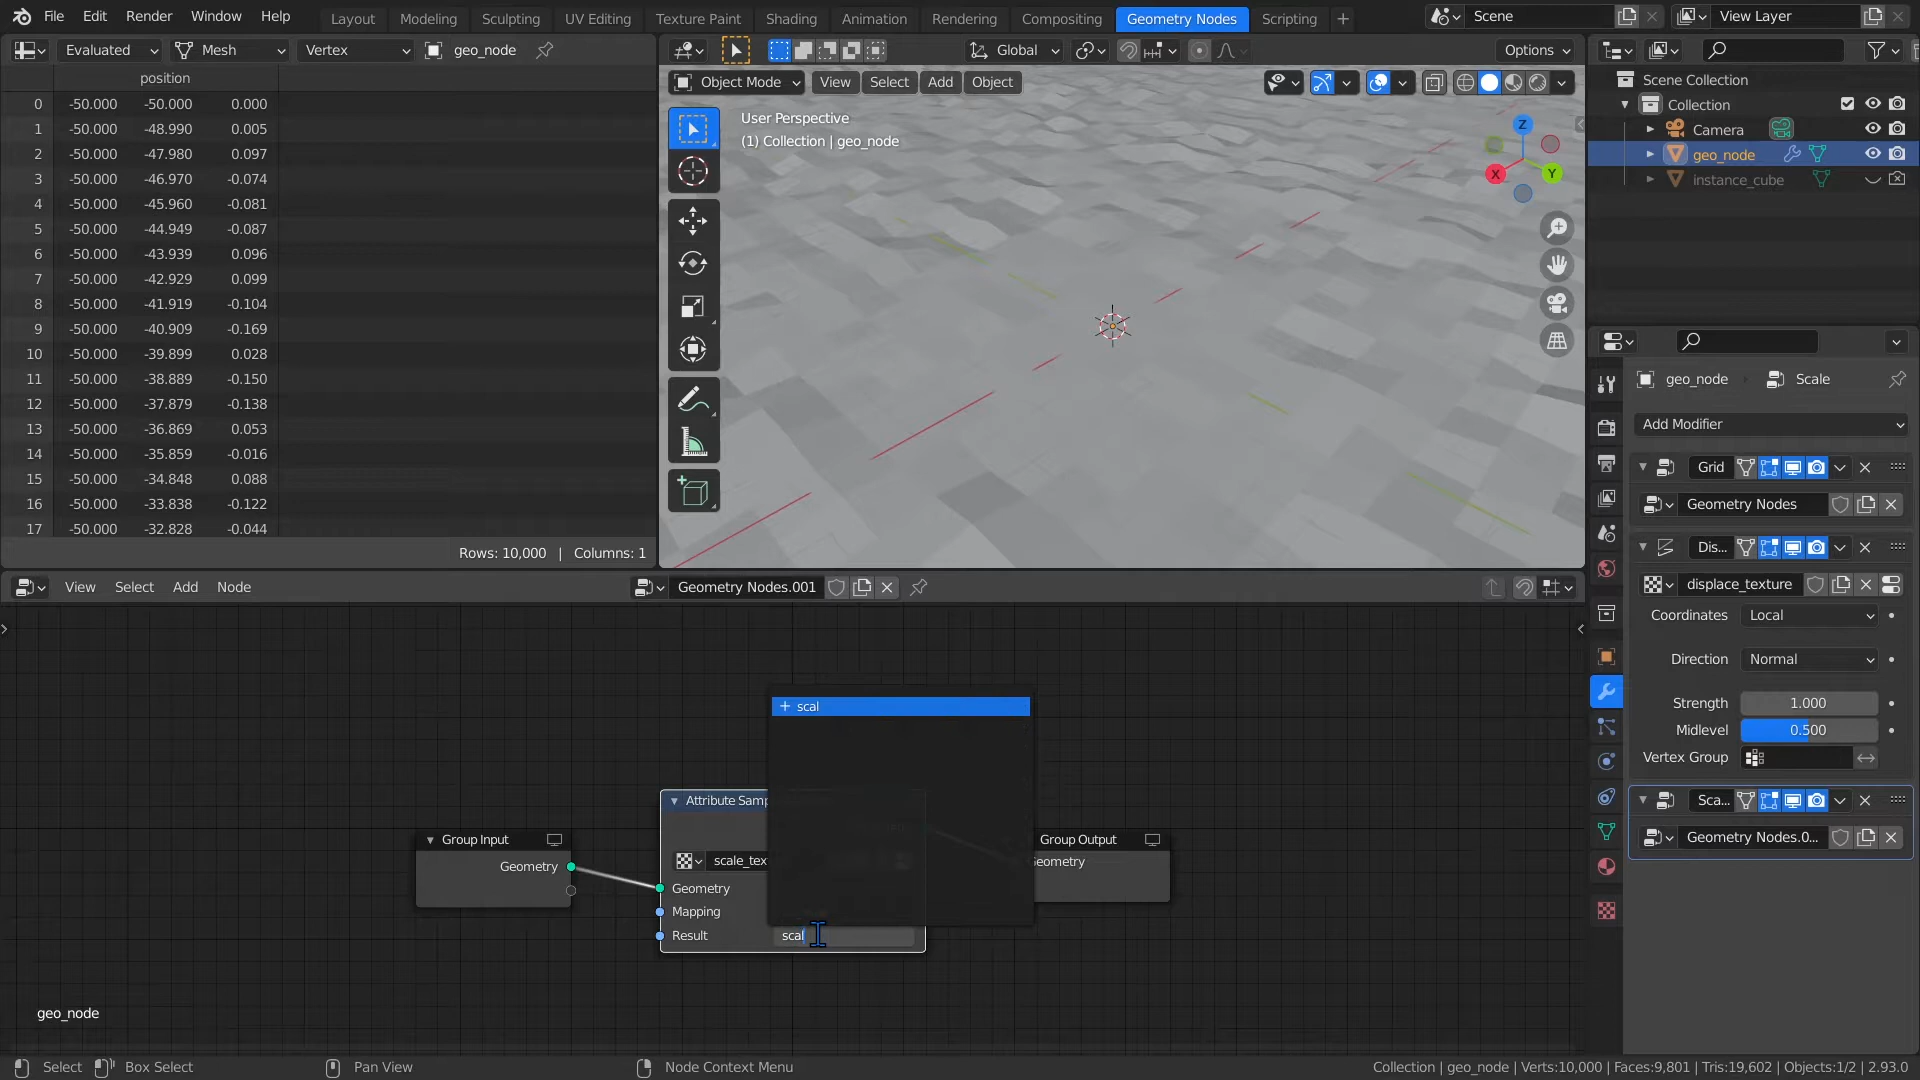 File Edit Render Window Help
Layout Modeling Sculpting UV Editing Texture Paint Shading Animation Rendering Compositing Geometry Nodes Scripting +
Scene
View Layer
Evaluated Mesh Vertex geo_node
position
0 -50.000 -50.000 0.000
1 -50.000 -48.990 0.005
2 -50.000 -47.980 0.097
3 -50.000 -46.970 -0.074
4 -50.000 -45.960 -0.081
5 -50.000 -44.949 -0.087
6 -50.000 -43.939 0.096
7 -50.000 -42.929 0.099
8 -50.000 -41.919 -0.104
9 -50.000 -40.909 -0.169
10 -50.000 -39.899 0.028
11 -50.000 -38.889 -0.150
12 -50.000 -37.879 -0.138
13 -50.000 -36.869 0.053
14 -50.000 -35.859 -0.016
15 -50.000 -34.848 0.088
16 -50.000 -33.838 -0.122
17 -50.000 -32.828 -0.044
Rows: 10,000 | Columns: 1
Global
Options
Object Mode View Select Add Object
User Perspective
(1) Collection | geo_node
Z
X
Y
Scene Collection
Collection
Camera
geo_node
instance_cube
geo_node Scale
Add Modifier
Grid
Geometry Nodes
Dis...
displace_texture
Coordinates Local
Direction Normal
Strength 1.000
Midlevel 0.500
Vertex Group
Sca...
Geometry Nodes.0...
View Select Add Node
Geometry Nodes.001
+ scal
Group Input
Geometry
Attribute Samp
scale_tex
Geometry
Mapping
Result scal
Group Output
Geometry
geo_node
Select Box Select Pan View Node Context Menu
Collection | geo_node | Verts:10,000 | Faces:9,801 | Tris:19,602 | Objects:1/2 | 2.93.0